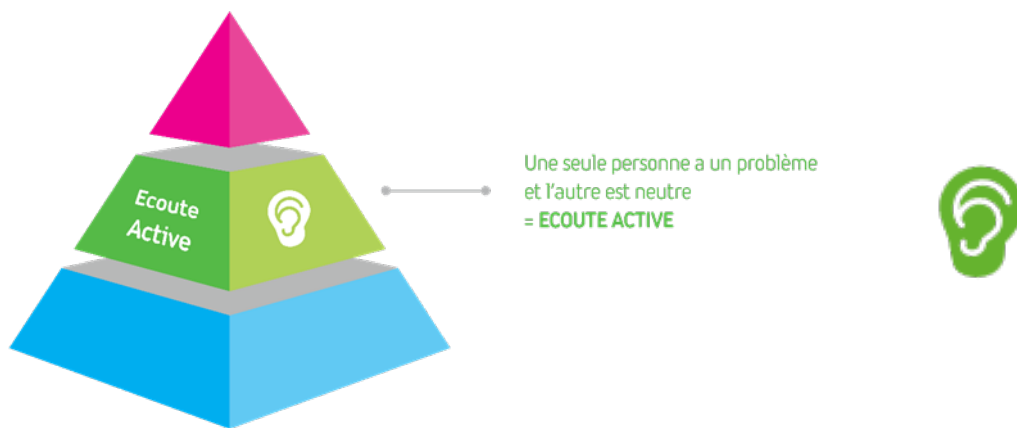 Ecoute
Active
Une seule personne a un problème
et l'autre est neutre
= ECOUTE ACTIVE